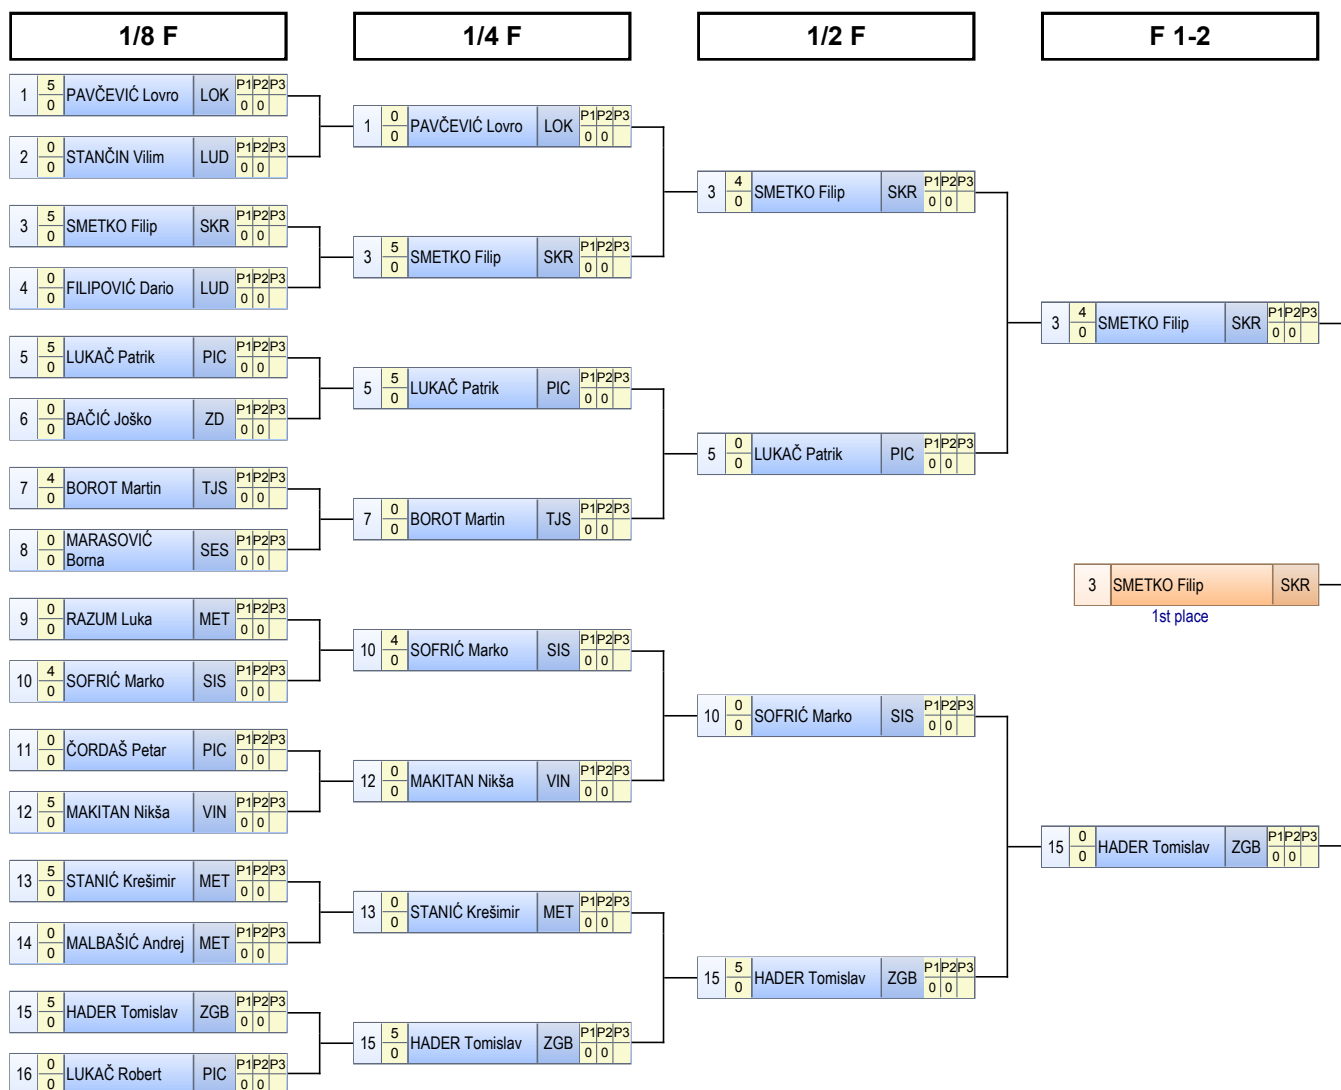 1/8 F
1/4 F
1/2 F
F 1-2
1 5 0 PAVČEVIĆ Lovro LOK P1 P2 P3 0 0
2 0 0 STANČIN Vilim LUD P1 P2 P3 0 0
3 5 0 SMETKO Filip SKR P1 P2 P3 0 0
4 0 0 FILIPOVIĆ Dario LUD P1 P2 P3 0 0
5 5 0 LUKAČ Patrik PIC P1 P2 P3 0 0
6 0 0 BAČIĆ Joško ZD P1 P2 P3 0 0
7 4 0 BOROT Martin TJS P1 P2 P3 0 0
8 0 0 MARASOVIĆ Borna SES P1 P2 P3 0 0
9 0 0 RAZUM Luka MET P1 P2 P3 0 0
10 4 0 SOFRIĆ Marko SIS P1 P2 P3 0 0
11 0 0 ČORDAŠ Petar PIC P1 P2 P3 0 0
12 5 0 MAKITAN Nikša VIN P1 P2 P3 0 0
13 5 0 STANIĆ Krešimir MET P1 P2 P3 0 0
14 0 0 MALBAŠIĆ Andrej MET P1 P2 P3 0 0
15 5 0 HADER Tomislav ZGB P1 P2 P3 0 0
16 0 0 LUKAČ Robert PIC P1 P2 P3 0 0
1 0 0 PAVČEVIĆ Lovro LOK P1 P2 P3 0 0
3 5 0 SMETKO Filip SKR P1 P2 P3 0 0
5 5 0 LUKAČ Patrik PIC P1 P2 P3 0 0
7 0 0 BOROT Martin TJS P1 P2 P3 0 0
10 4 0 SOFRIĆ Marko SIS P1 P2 P3 0 0
12 0 0 MAKITAN Nikša VIN P1 P2 P3 0 0
13 0 0 STANIĆ Krešimir MET P1 P2 P3 0 0
15 5 0 HADER Tomislav ZGB P1 P2 P3 0 0
3 4 0 SMETKO Filip SKR P1 P2 P3 0 0
5 0 0 LUKAČ Patrik PIC P1 P2 P3 0 0
10 0 0 SOFRIĆ Marko SIS P1 P2 P3 0 0
15 5 0 HADER Tomislav ZGB P1 P2 P3 0 0
3 4 0 SMETKO Filip SKR P1 P2 P3 0 0
3 SMETKO Filip SKR
1st place
15 0 0 HADER Tomislav ZGB P1 P2 P3 0 0